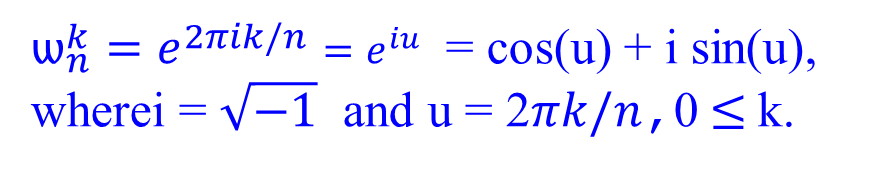 ω_n^k = e^{2πik/n} = e^{iu} = cos(u) + i sin(u),
wherei = √−1 and u = 2πk/n, 0 ≤ k.